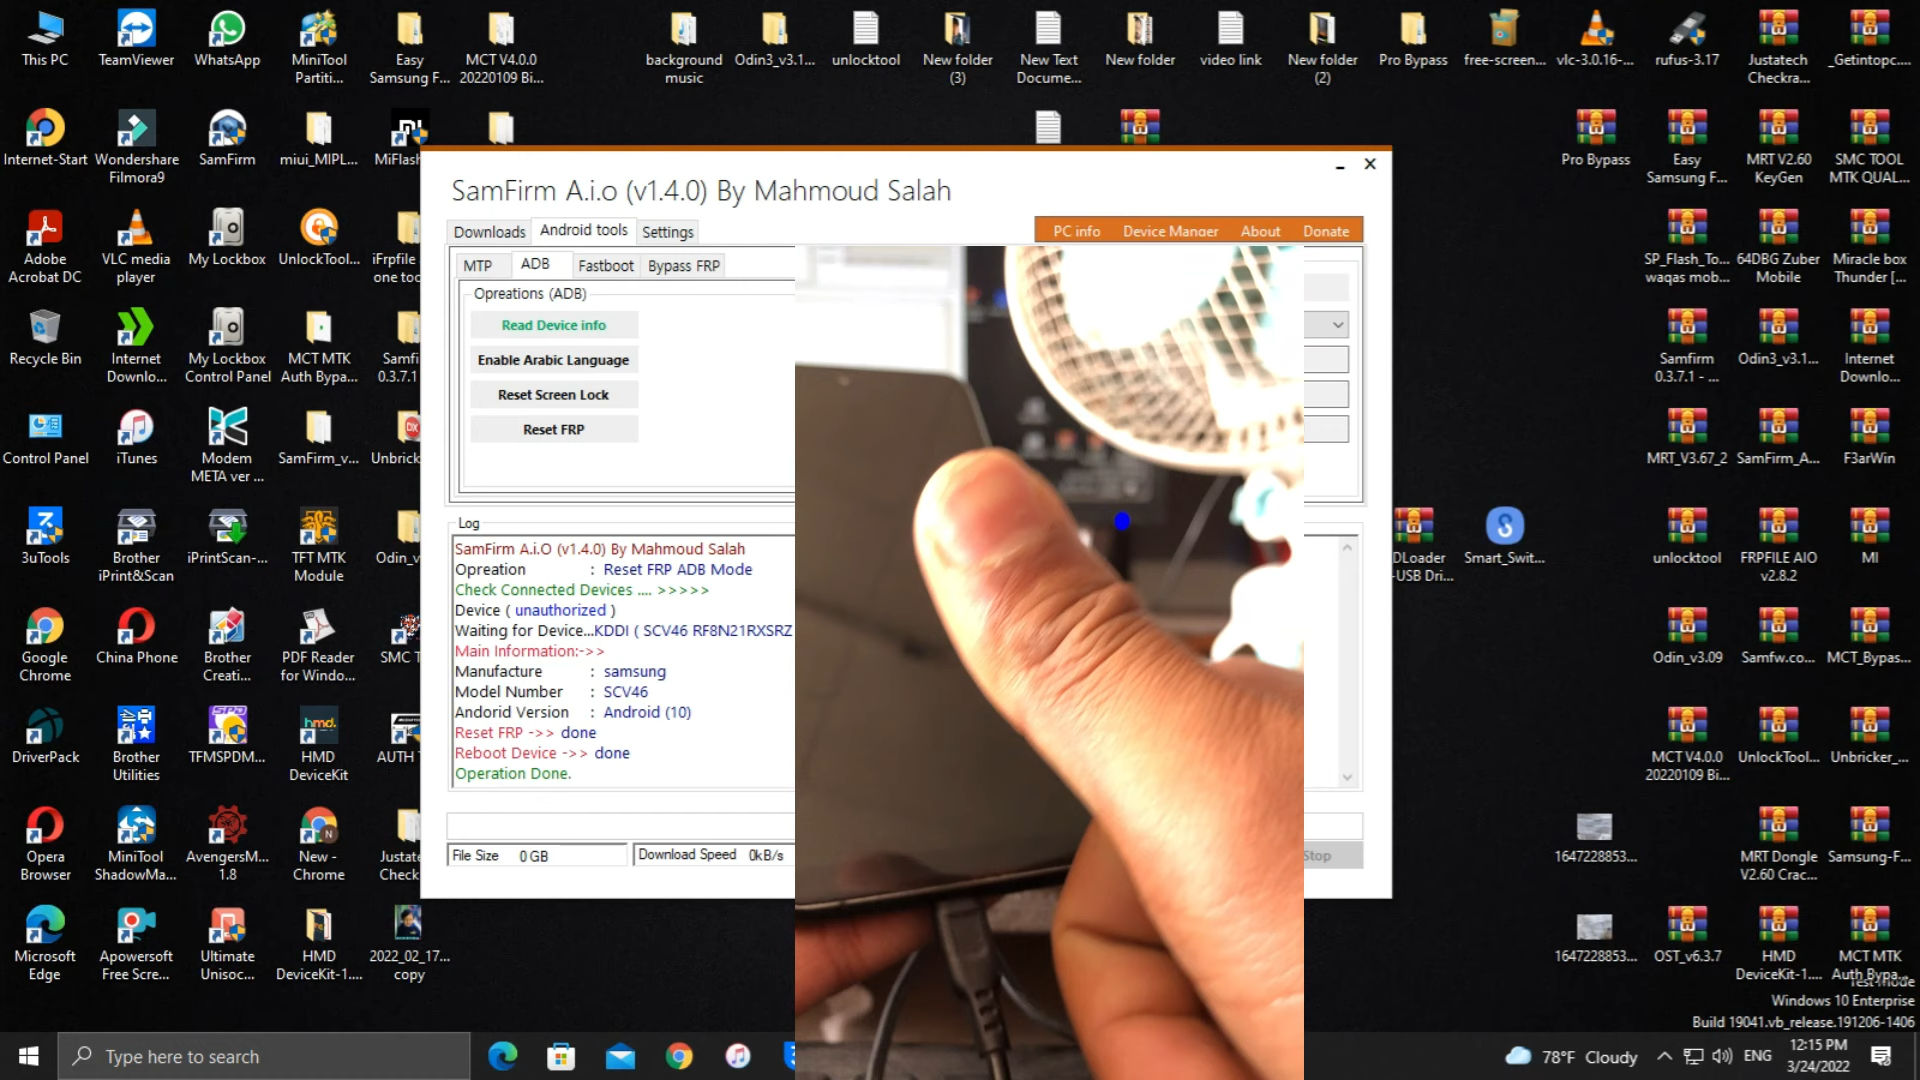 This PC
TeamViewer
WhatsApp
MiniTool
Partiti...
Easy
Samsung F...
MCT V4.0.0
20220109 Bi...
background
music
Odin3_v3.1...
unlocktool
New folder
(3)
New Text
Docume...
New folder
video link
New folder
(2)
Pro Bypass
free-screen...
vlc-3.0.16-...
rufus-3.17
Justatech
Checkra...
_Getintopc....
Internet-Start
Wondershare
Filmora9
SamFirm
miui_MIPL...
MiFlash
Pro Bypass
Easy
Samsung F...
MRT V2.60
KeyGen
SMC TOOL
MTK QUAL...
SamFirm A.i.o (v1.4.0) By Mahmoud Salah
Downloads
Android tools
Settings
PC info
Device Manger
About
Donate
MTP
ADB
Fastboot
Bypass FRP
Opreations (ADB)
Read Device info
Enable Arabic Language
Reset Screen Lock
Reset FRP
Adobe
Acrobat DC
VLC media
player
My Lockbox
UnlockTool...
iFrpfile
one too
SP_Flash_To...
waqas mob...
64DBG Zuber
Mobile
Miracle box
Thunder [...
Recycle Bin
Internet
Downlo...
My Lockbox
Control Panel
MCT MTK
Auth Bypa...
Samfi
0.3.7.1
Samfirm
0.3.7.1 - ...
Odin3_v3.1...
Internet
Downlo...
Control Panel
iTunes
Modem
META ver ...
SamFirm_v...
Unbrick
MRT_V3.67_2
SamFirm_A...
F3arWin
Log
SamFirm A.i.O (v1.4.0) By Mahmoud Salah
Opreation : Reset FRP ADB Mode
Check Connected Devices .... >>>>>
Device ( unauthorized )
Waiting for Device...KDDI ( SCV46 RF8N21RXSRZ
Main Information:->>
Manufacture : samsung
Model Number : SCV46
Andorid Version : Android (10)
Reset FRP ->> done
Reboot Device ->> done
Operation Done.
File Size 0 GB
Download Speed 0kB/s
Stop
3uTools
Brother
iPrint&Scan
iPrintScan-...
TFT MTK
Module
Odin_v
DLoader
-USB Dri...
Smart_Swit...
unlocktool
FRPFILE AIO
v2.8.2
MI
Google
Chrome
China Phone
Brother
Creati...
PDF Reader
for Windo...
SMC T
Odin_v3.09
Samfw.co...
MCT_Bypas...
DriverPack
Brother
Utilities
TFMSPDM...
hmd.
HMD
DeviceKit
AUTH
MCT V4.0.0
20220109 Bi...
UnlockTool...
Unbricker_...
Opera
Browser
MiniTool
ShadowMa...
AvengersM...
1.8
New -
Chrome
Justate
Check
1647228853...
MRT Dongle
V2.60 Crac...
Samsung-F...
Microsoft
Edge
Apowersoft
Free Scre...
Ultimate
Unisoc...
HMD
DeviceKit-1....
2022_02_17...
copy
1647228853...
OST_v6.3.7
HMD
DeviceKit-1....
MCT MTK
Auth Bypa...
Test Mode
Windows 10 Enterprise
Build 19041.vb_release.191206-1406
Type here to search
78°F Cloudy
ENG
12:15 PM
3/24/2022